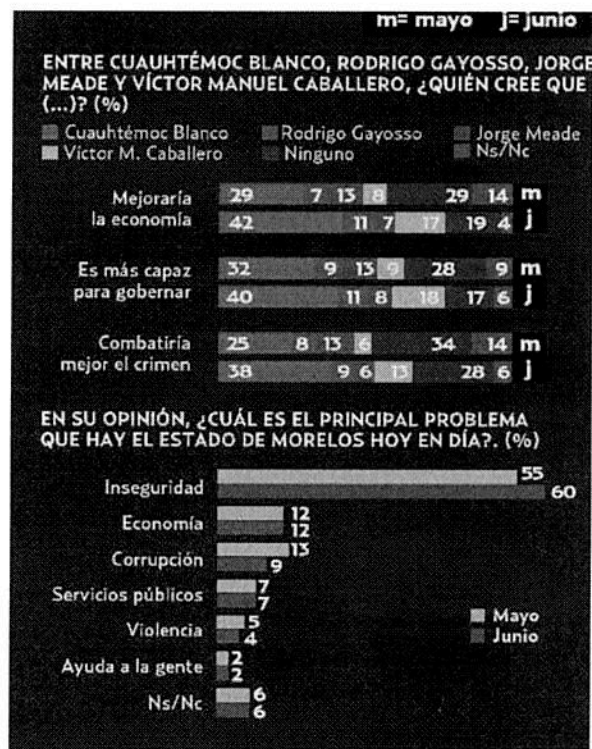 m= mayo j= junio
ENTRE CUAUHTÉMOC BLANCO, RODRIGO GAYOSSO, JORGE
MEADE Y VÍCTOR MANUEL CABALLERO, ¿QUIÉN CREE QUE
(...)? (%)
Cuauhtémoc Blanco Rodrigo Gayosso Jorge Meade
Víctor M. Caballero Ninguno Ns/Nc
Mejoraría
la economía
29 7 13 8 29 14 m
42 11 7 17 19 4 j
Es más capaz
para gobernar
32 9 13 9 28 9 m
40 11 8 18 17 6 j
Combatiría
mejor el crimen
25 8 13 6 34 14 m
38 9 6 13 28 6 j
EN SU OPINIÓN, ¿CUÁL ES EL PRINCIPAL PROBLEMA
QUE HAY EL ESTADO DE MORELOS HOY EN DÍA?. (%)
Inseguridad 55
60
Economía 12
12
Corrupción 13
9
Servicios públicos 7
7
Violencia 5
4
Ayuda a la gente 2
2
Ns/Nc 6
6
Mayo
Junio